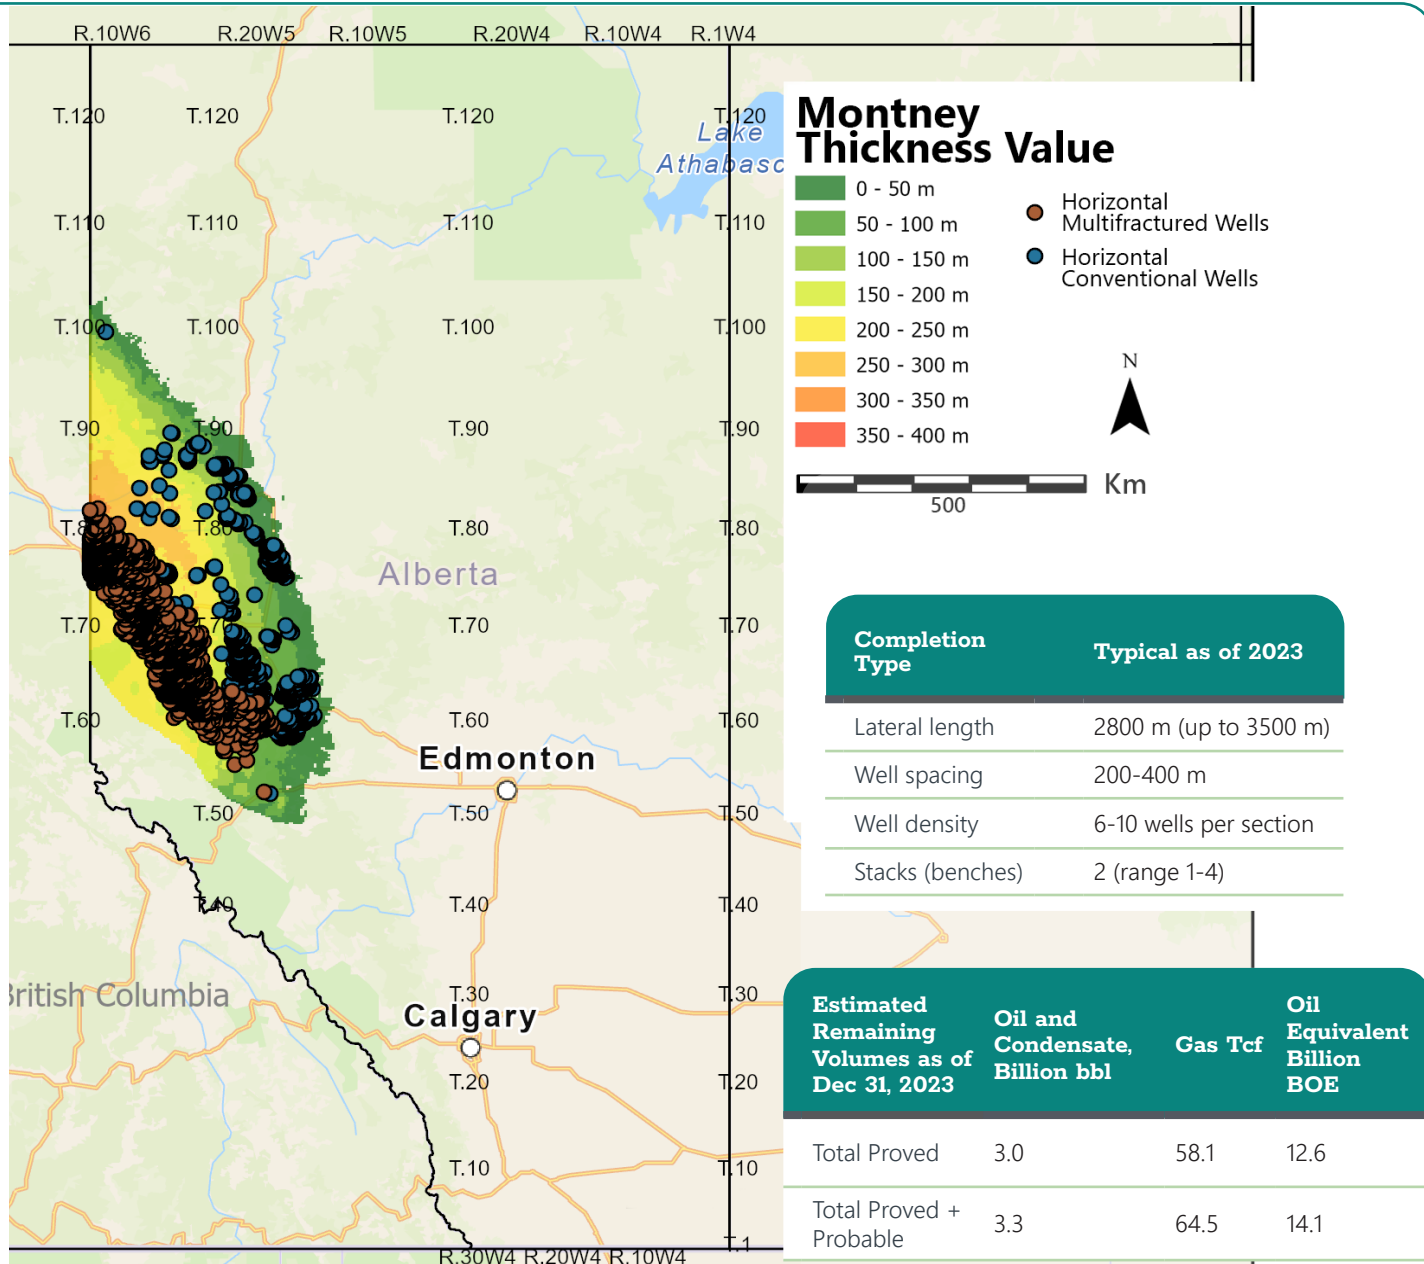 R.10W6 R.20W5 R.10W5 R.20W4 R.10W4 R.1W4
T.120 T.120 T.120 T.120
Lake
Athabasc
T.110 T.110 T.110 T.110
T.100 T.100 T.100 T.100
T.90 T.90 T.90 T.90
T.8 T.80 T.80 T.80
Alberta
T.70 T.70 T.70 T.70
T.60 T.60 T.60
Edmonton
T.50 T.50 T.50
T.40 T.40 T.40
British Columbia
T.30 T.30
Calgary
T.20 T.20
T.10 T.10
T.1
R.30W4 R.20W4 R.10W4
Montney
Thickness Value
0 - 50 m
50 - 100 m
100 - 150 m
150 - 200 m
200 - 250 m
250 - 300 m
300 - 350 m
350 - 400 m
Horizontal
Multifractured Wells
Horizontal
Conventional Wells
N
Km
500
Completion
Type
Typical as of 2023
Lateral length 2800 m (up to 3500 m)
Well spacing 200-400 m
Well density 6-10 wells per section
Stacks (benches) 2 (range 1-4)
Estimated
Remaining
Volumes as of
Dec 31, 2023
Oil and
Condensate,
Billion bbl
Gas Tcf
Oil
Equivalent
Billion
BOE
Total Proved 3.0 58.1 12.6
Total Proved +
Probable
3.3 64.5 14.1